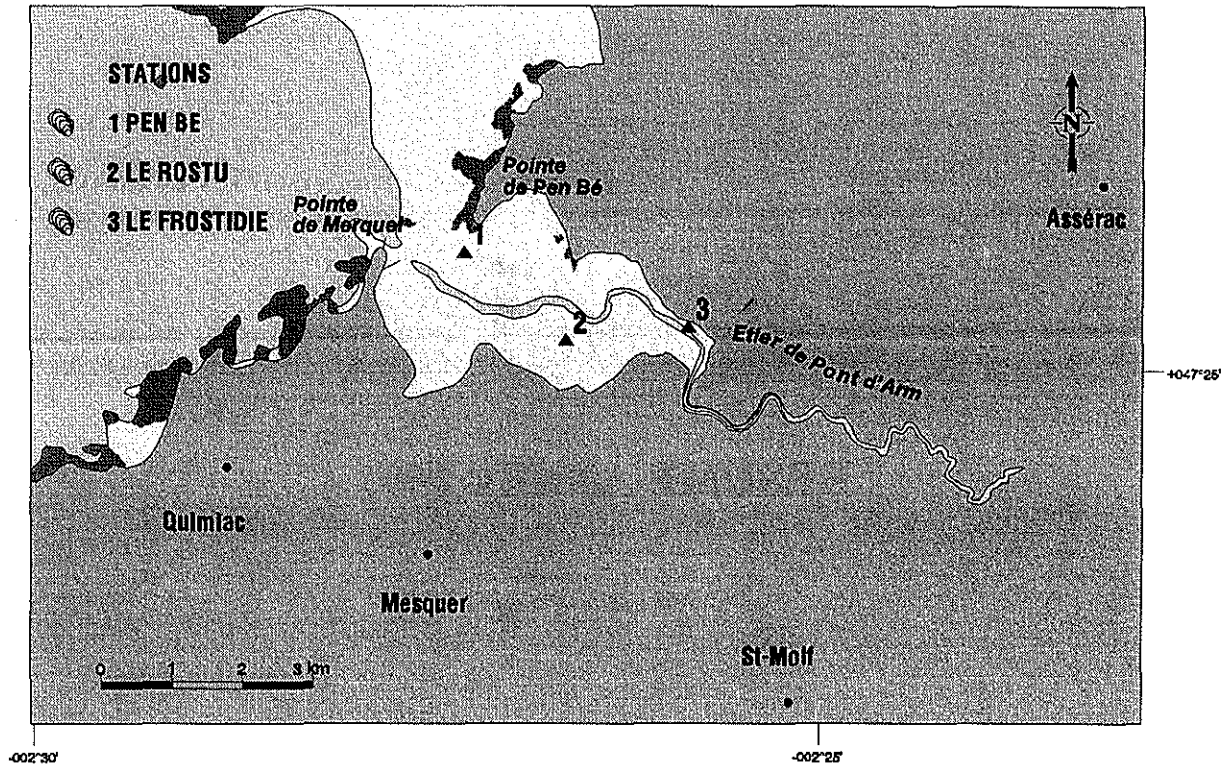 STATIONS
1 PEN BE
2 LE ROSTU
3 LE FROSTIDIE
Pointe
de Pen Bé
Pointe
de Merquel
1
N
Assérac
2
3
Etier de Pont d'Arm
+047°25'
Quimiac
Mesquer
St-Molf
0 1 2 3 km
-002°30'
-002°25'